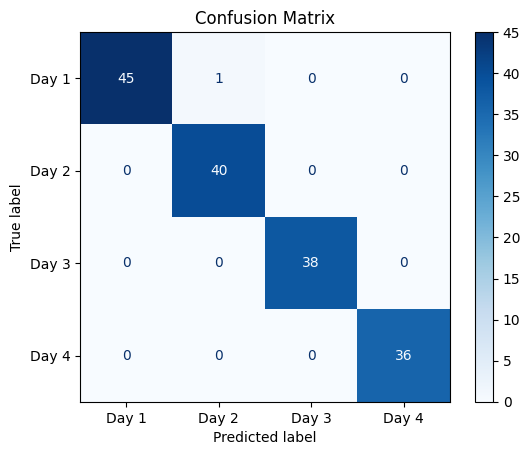 Confusion Matrix
True label
Day 1 45 1 0 0
Day 2 0 40 0 0
Day 3 0 0 38 0
Day 4 0 0 0 36
Day 1 Day 2 Day 3 Day 4
Predicted label
45
40
35
30
25
20
15
10
5
0